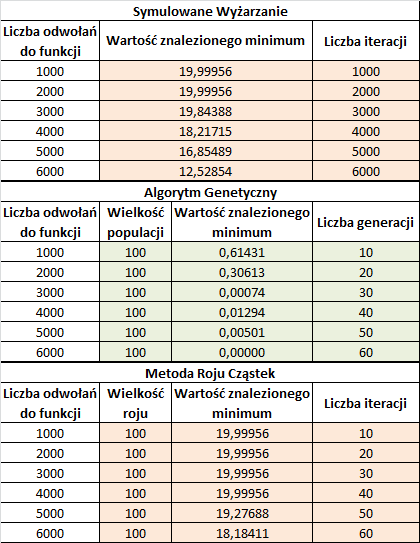 Symulowane Wyżarzanie
Liczba odwołań do funkcji Wartość znalezionego minimum Liczba iteracji
1000 19,99956 1000
2000 19,99956 2000
3000 19,84388 3000
4000 18,21715 4000
5000 16,85489 5000
6000 12,52854 6000
Algorytm Genetyczny
Liczba odwołań do funkcji Wielkość populacji Wartość znalezionego minimum Liczba generacji
1000 100 0,61431 10
2000 100 0,30613 20
3000 100 0,00074 30
4000 100 0,01294 40
5000 100 0,00501 50
6000 100 0,00000 60
Metoda Roju Cząstek
Liczba odwołań do funkcji Wielkość roju Wartość znalezionego minimum Liczba iteracji
1000 100 19,99956 10
2000 100 19,99956 20
3000 100 19,99956 30
4000 100 19,99956 40
5000 100 19,27688 50
6000 100 18,18411 60